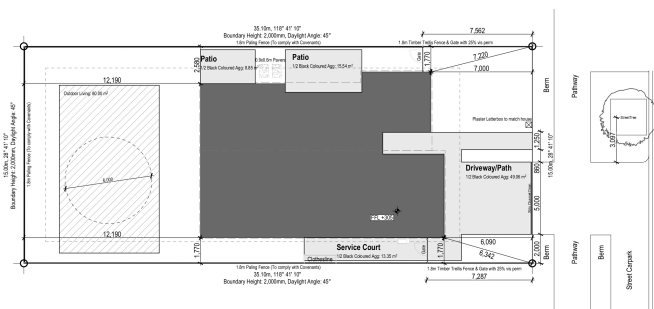 35.10m, 118° 41' 10"
Boundary Height: 2,000mm, Daylight Angle: 45°
1.8m Paling Fence (To comply with Covenants)
7,562
1.8m Timber Trellis Fence & Gate with 25% vis perm
2,580
Patio
1/2 Black Coloured Agg: 8.85 m²
Patio
1/2 Black Coloured Agg: 15.54 m²
Gate
1,770
7,220
7,000
12,190
Outdoor Living: 80.00 m²
6,000
15.00m, 28° 41' 10"
Boundary Height: 2,000mm, Daylight Angle: 45°
1.8m Paling Fence (To comply with Covenants)
Berm
Pathway
Plaster Letterbox to match house
StreetTree
3,097
1,250
860
15.00m, 28° 41' 10"
Driveway/Path
1/2 Black Coloured Agg: 49.86 m²
5,000
12,190
1,770
Service Court
1/2 Black Coloured Agg: 13.35 m²
Clothesline
Gate
1,770
6,090
6,342
2,000
Berm
Pathway
Berm
Street Carpark
1.8m Paling Fence (To comply with Covenants)
35.10m, 118° 41' 10"
Boundary Height: 2,000mm, Daylight Angle: 45°
1.8m Timber Trellis Fence & Gate with 25% vis perm
7,287